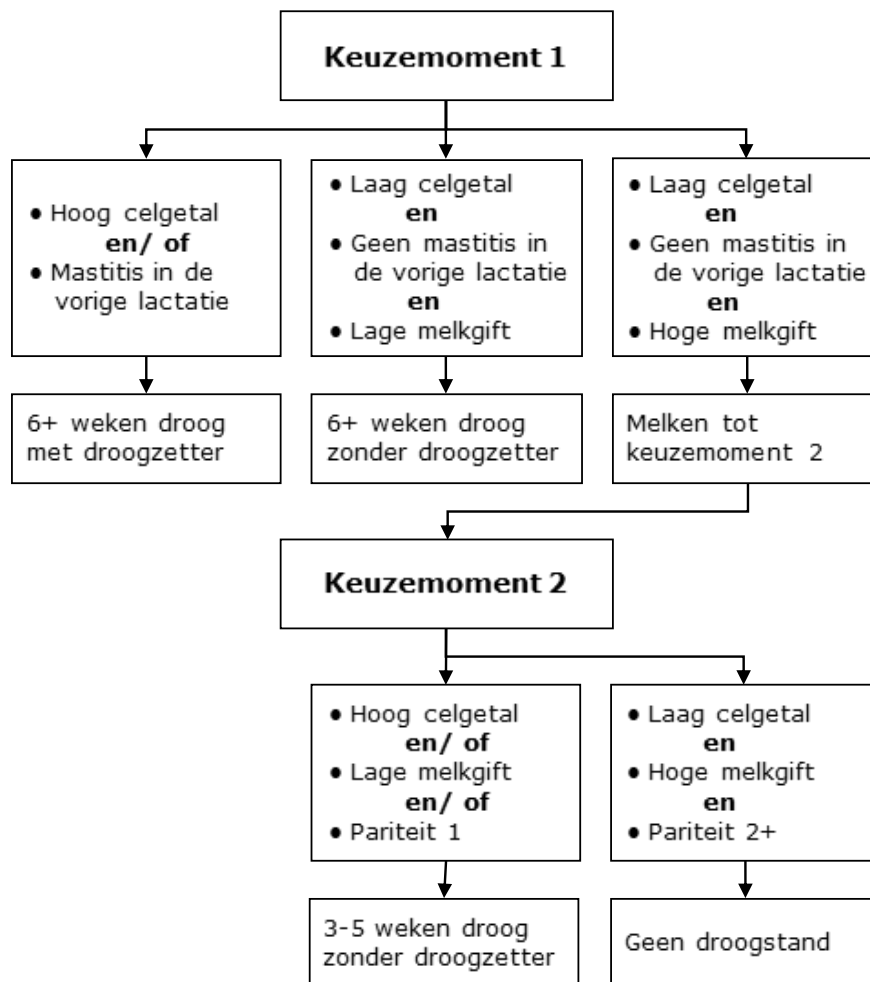 Keuzemoment 1
● Hoog celgetal
en/ of
● Mastitis in de
vorige lactatie
● Laag celgetal
en
● Geen mastitis in
de vorige lactatie
en
● Lage melkgift
● Laag celgetal
en
● Geen mastitis in
de vorige lactatie
en
● Hoge melkgift
6+ weken droog
met droogzetter
6+ weken droog
zonder droogzetter
Melken tot
keuzemoment 2
Keuzemoment 2
● Hoog celgetal
en/ of
● Lage melkgift
en/ of
● Pariteit 1
● Laag celgetal
en
● Hoge melkgift
en
● Pariteit 2+
3-5 weken droog
zonder droogzetter
Geen droogstand